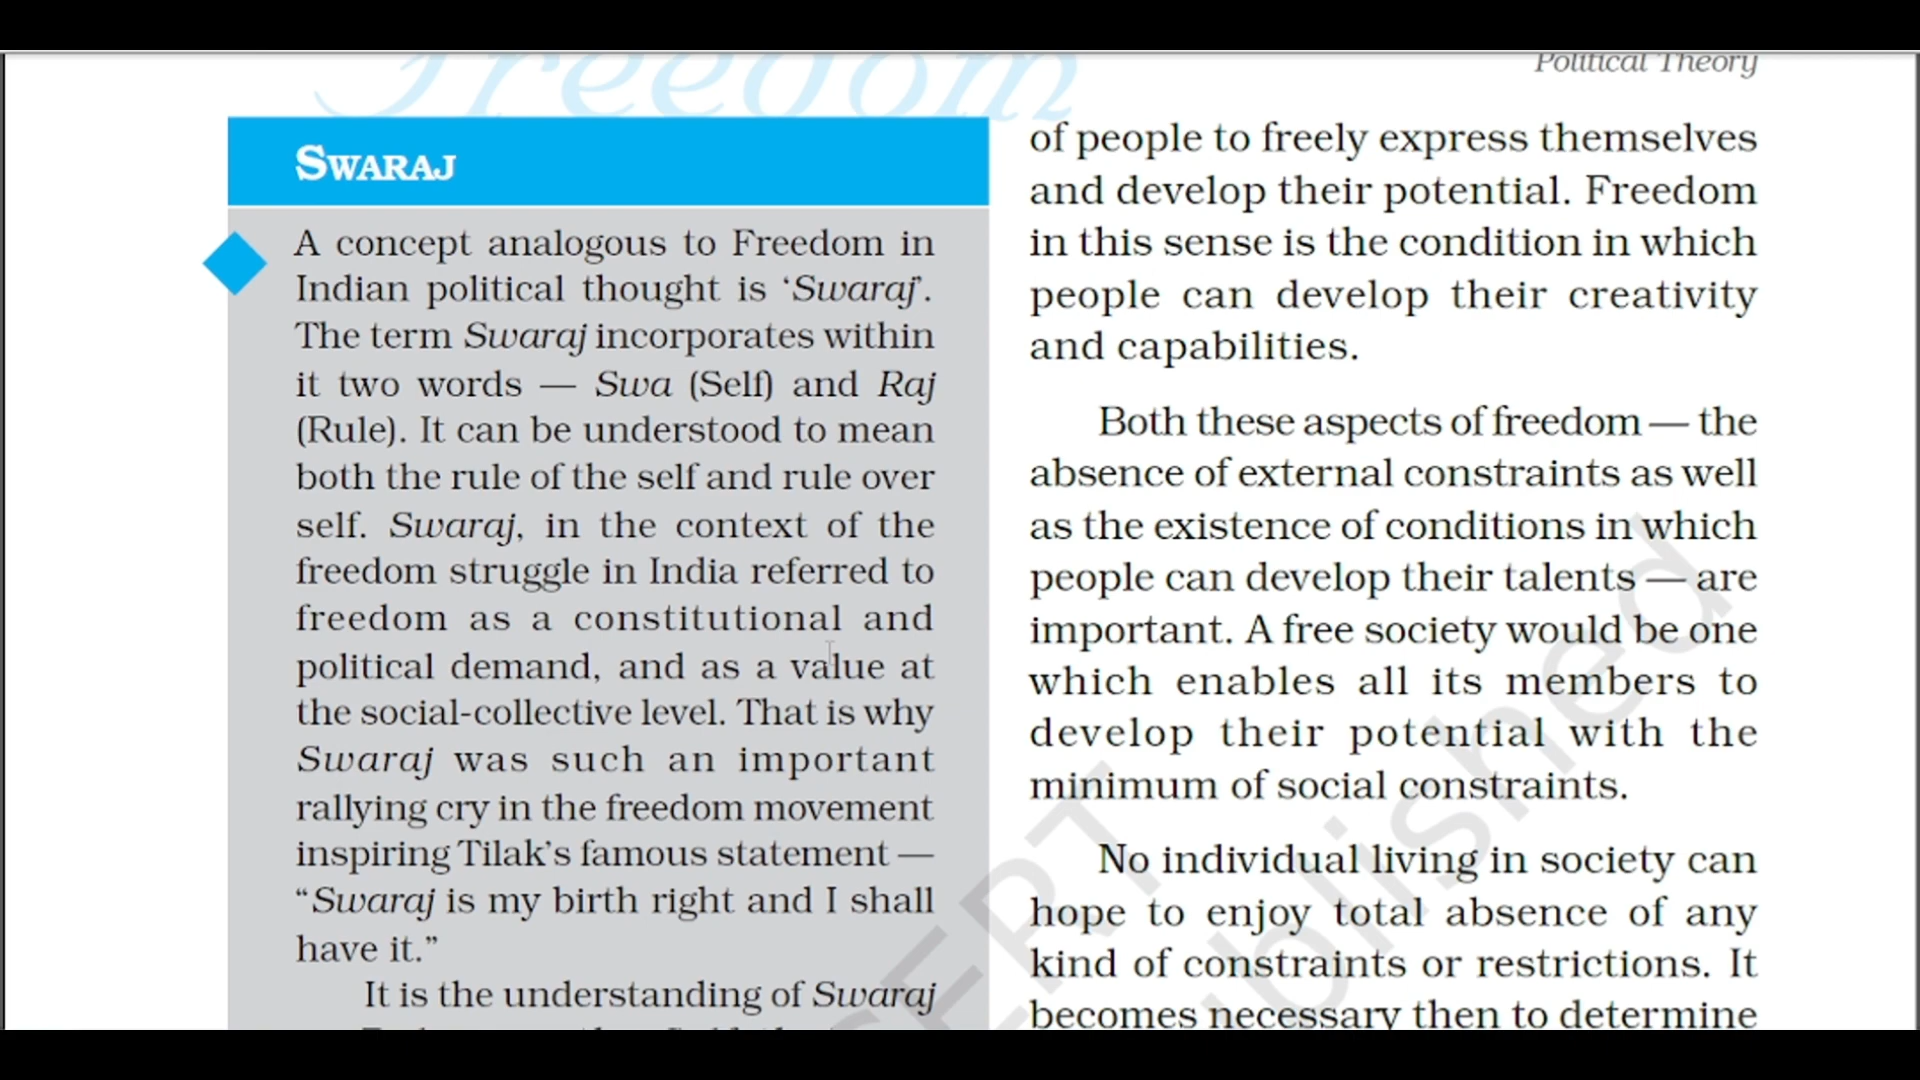 Freedom
Political Theory
SWARAJ
A concept analogous to Freedom in
Indian political thought is ‘Swaraj’.
The term Swaraj incorporates within
it two words — Swa (Self) and Raj
(Rule). It can be understood to mean
both the rule of the self and rule over
self. Swaraj, in the context of the
freedom struggle in India referred to
freedom as a constitutional and
political demand, and as a value at
the social-collective level. That is why
Swaraj was such an important
rallying cry in the freedom movement
inspiring Tilak’s famous statement —
“Swaraj is my birth right and I shall
have it.”
It is the understanding of Swaraj
of people to freely express themselves
and develop their potential. Freedom
in this sense is the condition in which
people can develop their creativity
and capabilities.
Both these aspects of freedom — the
absence of external constraints as well
as the existence of conditions in which
people can develop their talents — are
important. A free society would be one
which enables all its members to
develop their potential with the
minimum of social constraints.
No individual living in society can
hope to enjoy total absence of any
kind of constraints or restrictions. It
becomes necessary then to determine